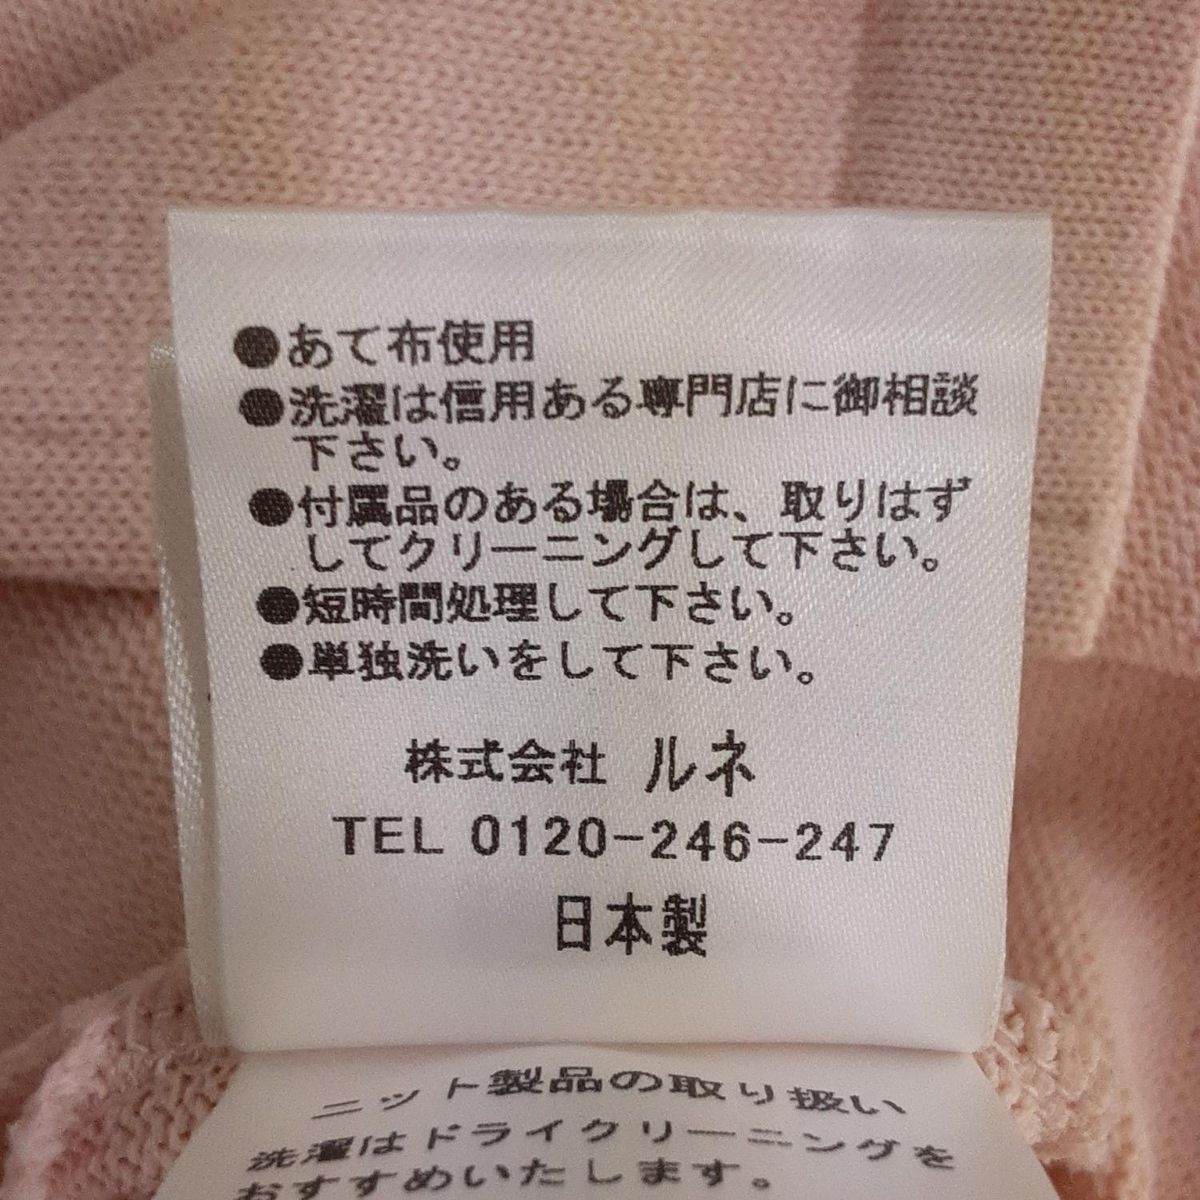 ●あて布使用
●洗濯は信用ある専門店に御相談
下さい。
●付属品のある場合は、取りはず
してクリーニングして下さい。
●短時間処理して下さい。
●単独洗いをして下さい。
株式会社 ルネ
TEL 0120-246-247
日本製
ニット製品の取り扱い
洗濯はドライクリーニングを
おすすめいたします。